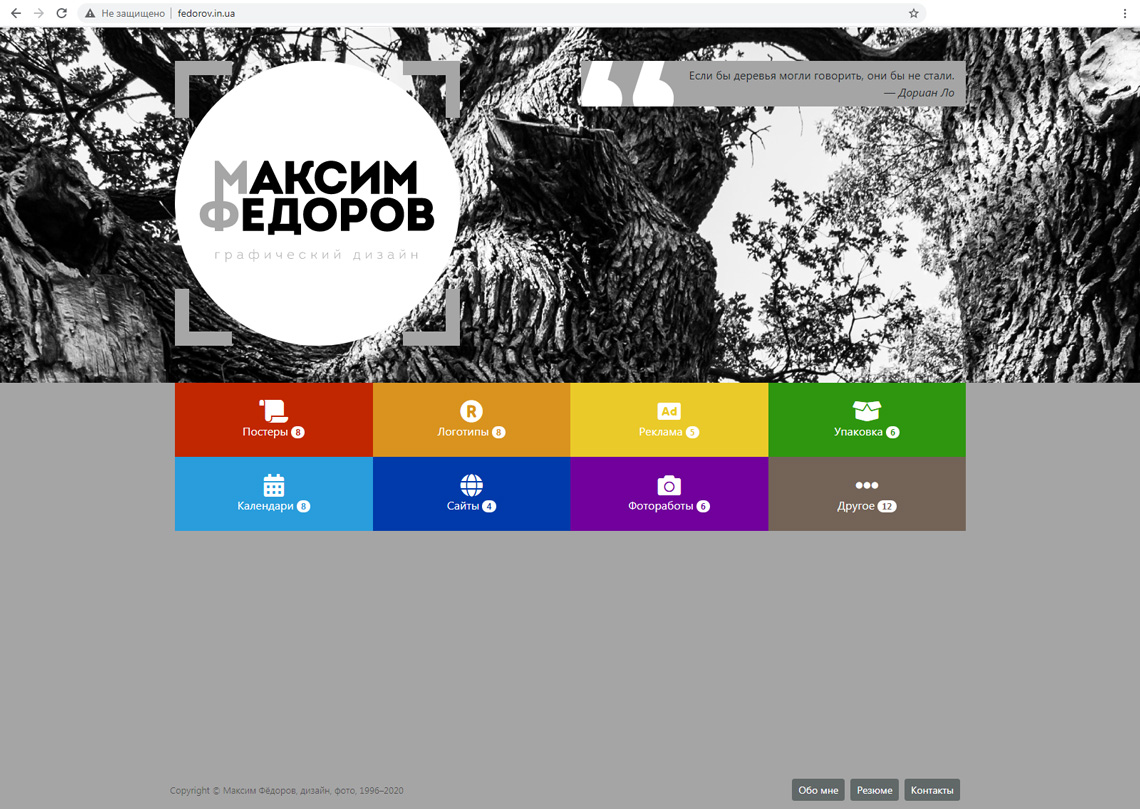 Не защищено | fedorov.in.ua
Если бы деревья могли говорить, они бы не стали.
— Дориан Ло
МАКСИМ
ФЕДОРОВ
графический дизайн
Постеры 8
R
Логотипы 8
Ad
Реклама 5
Упаковка 6
Календари 8
Сайты 4
Фотоработы 6
Другое 12
Copyright © Максим Фёдоров, дизайн, фото, 1996–2020
Обо мне Резюме Контакты